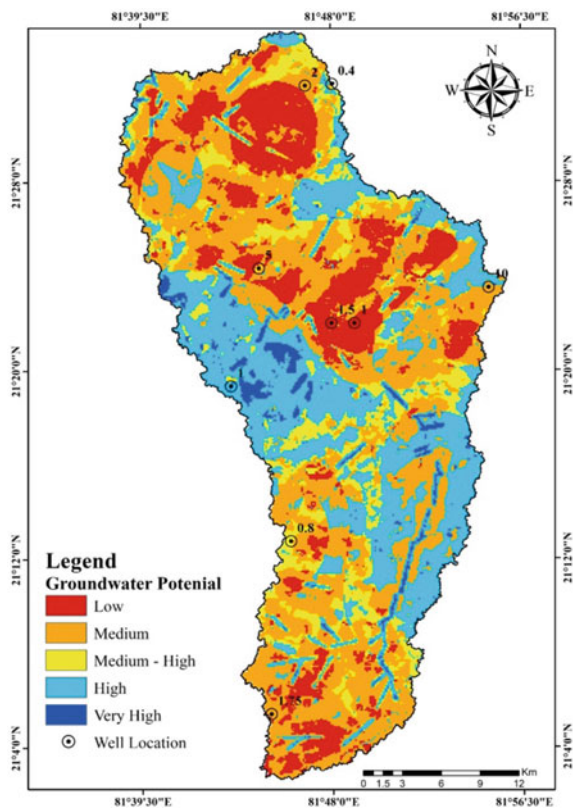 81°39'30"E 81°48'0"E 81°56'30"E
N
W E
S
2 0.4
21°28'0"N 21°28'0"N
5
10
1.5 1
21°20'0"N 21°20'0"N
1
0.8
21°12'0"N 21°12'0"N
Legend
Groundwater Potenial
Low
Medium
Medium - High
High
Very High
Well Location
1.75
21°4'0"N 21°4'0"N
Km
0 1.5 3 6 9 12
81°39'30"E 81°48'0"E 81°56'30"E